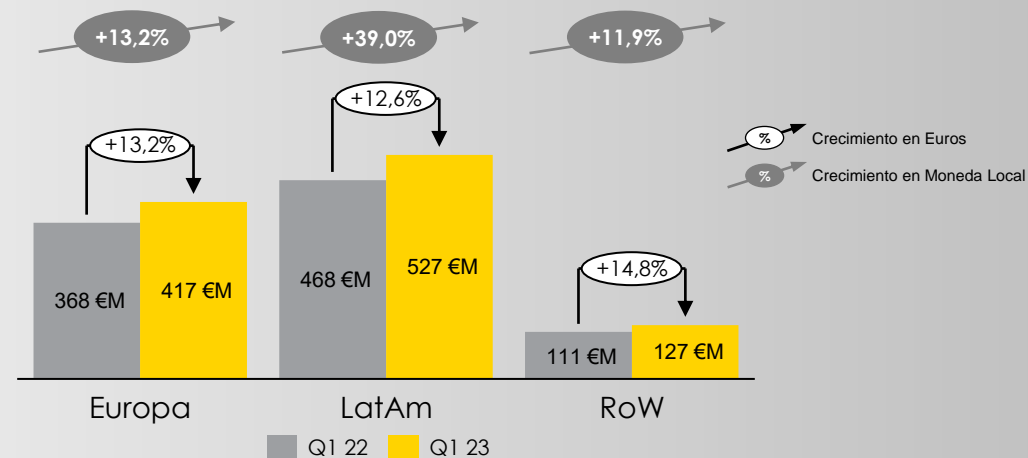 +13,2%
+39,0%
+11,9%
+12,6%
+13,2%
% Crecimiento en Euros
% Crecimiento en Moneda Local
+14,8%
368 €M
417 €M
468 €M
527 €M
111 €M
127 €M
Europa
LatAm
RoW
Q1 22
Q1 23